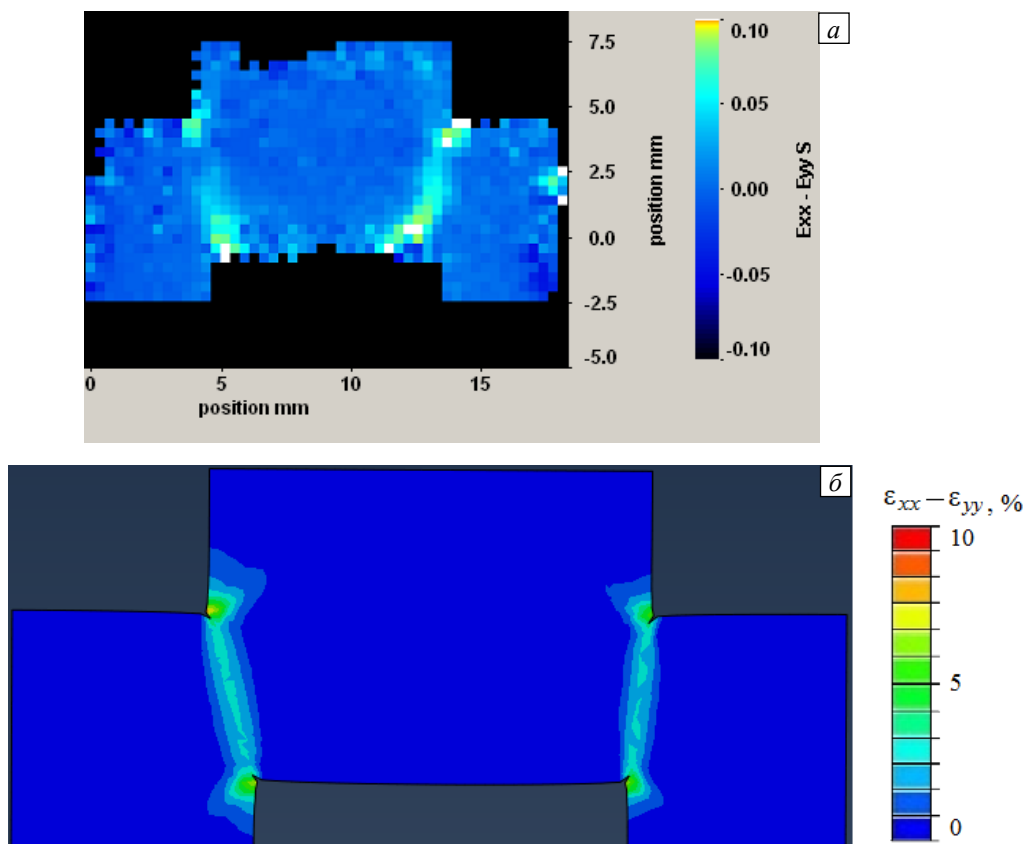 а
7.5
5.0
2.5
0.0
-2.5
-5.0
position mm
0.10
0.05
0.00
-0.05
-0.10
Exx - Eyy S
0 5 10 15
position mm
б
εxx – εyy, %
10
5
0